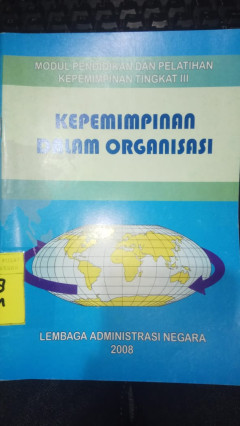 MODUL PENDIDIKAN DAN PELATIHAN
KEPEMIMPINAN TINGKAT III
KEPEMIMPINAN
DALAM ORGANISASI
LEMBAGA ADMINISTRASI NEGARA
2008